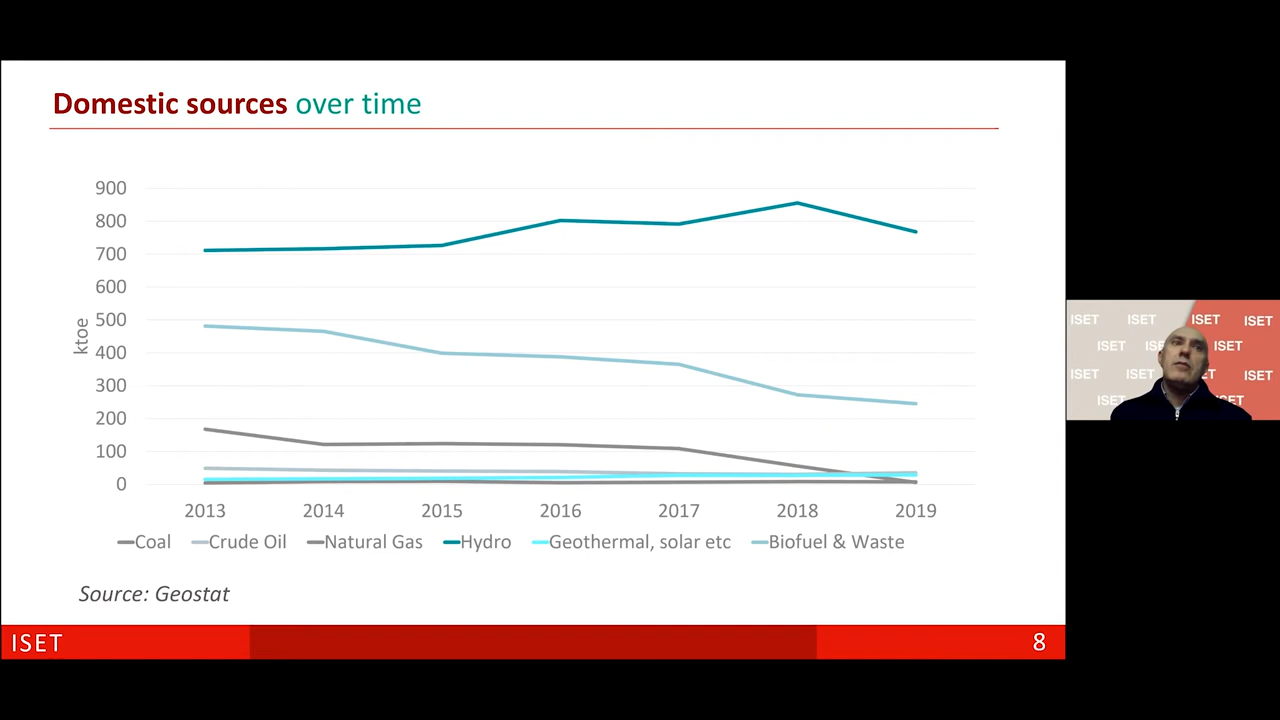 Domestic sources over time
900
800
700
600
500
400
300
200
100
0
ktoe
2013 2014 2015 2016 2017 2018 2019
Coal Crude Oil Natural Gas Hydro Geothermal, solar etc Biofuel & Waste
Source: Geostat
ISET 8
ISET ISET ISET ISET
ISET ISET
ISET ISET ISET
ISET